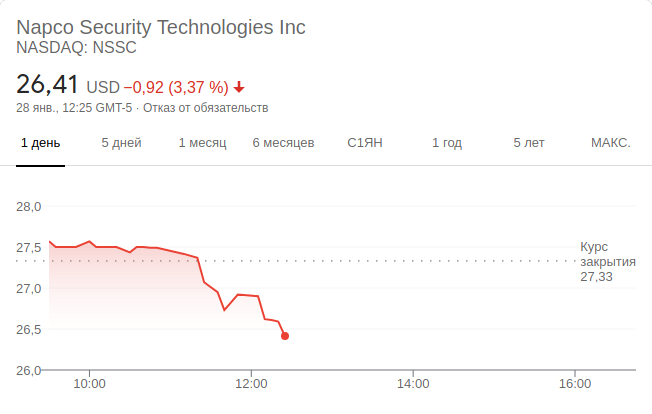 Napco Security Technologies Inc
NASDAQ: NSSC
26,41 USD −0,92 (3,37 %)
28 янв., 12:25 GMT-5 · Отказ от обязательств
1 день 5 дней 1 месяц 6 месяцев С1ЯН 1 год 5 лет МАКС.
28,0
27,5
27,0
26,5
26,0
Курс
закрытия
27,33
10:00 12:00 14:00 16:00